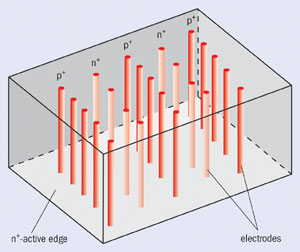 p⁺
n⁺
p⁺
n⁺
p⁺
n⁺-active edge
electrodes